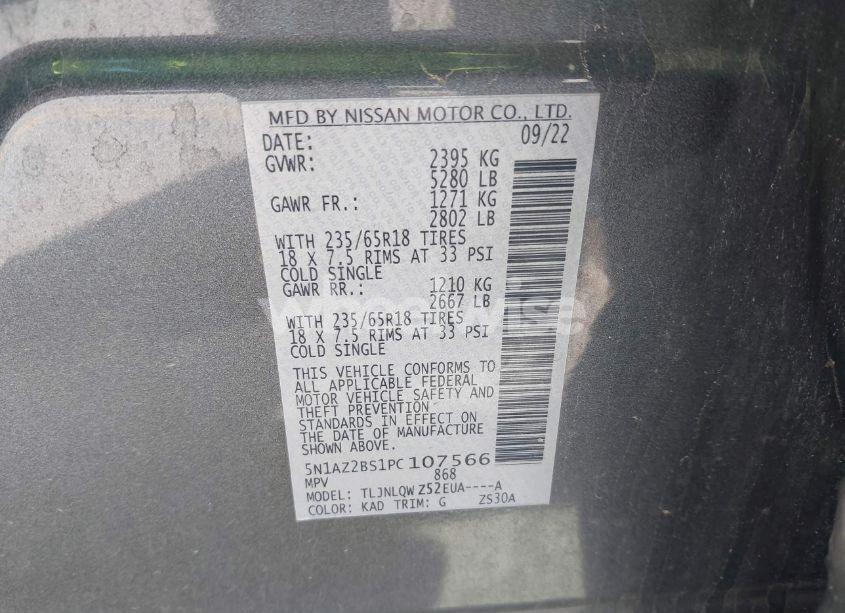 MFD BY NISSAN MOTOR CO., LTD.
DATE: 09/22
GVWR: 2395 KG
5280 LB
GAWR FR.: 1271 KG
2802 LB
WITH 235/65R18 TIRES
18 X 7.5 RIMS AT 33 PSI
COLD SINGLE
GAWR RR.: 1210 KG
2667 LB
WITH 235/65R18 TIRES
18 X 7.5 RIMS AT 33 PSI
COLD SINGLE
THIS VEHICLE CONFORMS TO
ALL APPLICABLE FEDERAL
MOTOR VEHICLE SAFETY AND
THEFT PREVENTION
STANDARDS IN EFFECT ON
THE DATE OF MANUFACTURE
SHOWN ABOVE.
5N1AZ2BS1PC107566
MPV 868
MODEL: TLJNLQW Z52EUA----A
COLOR: KAD TRIM: G ZS30A